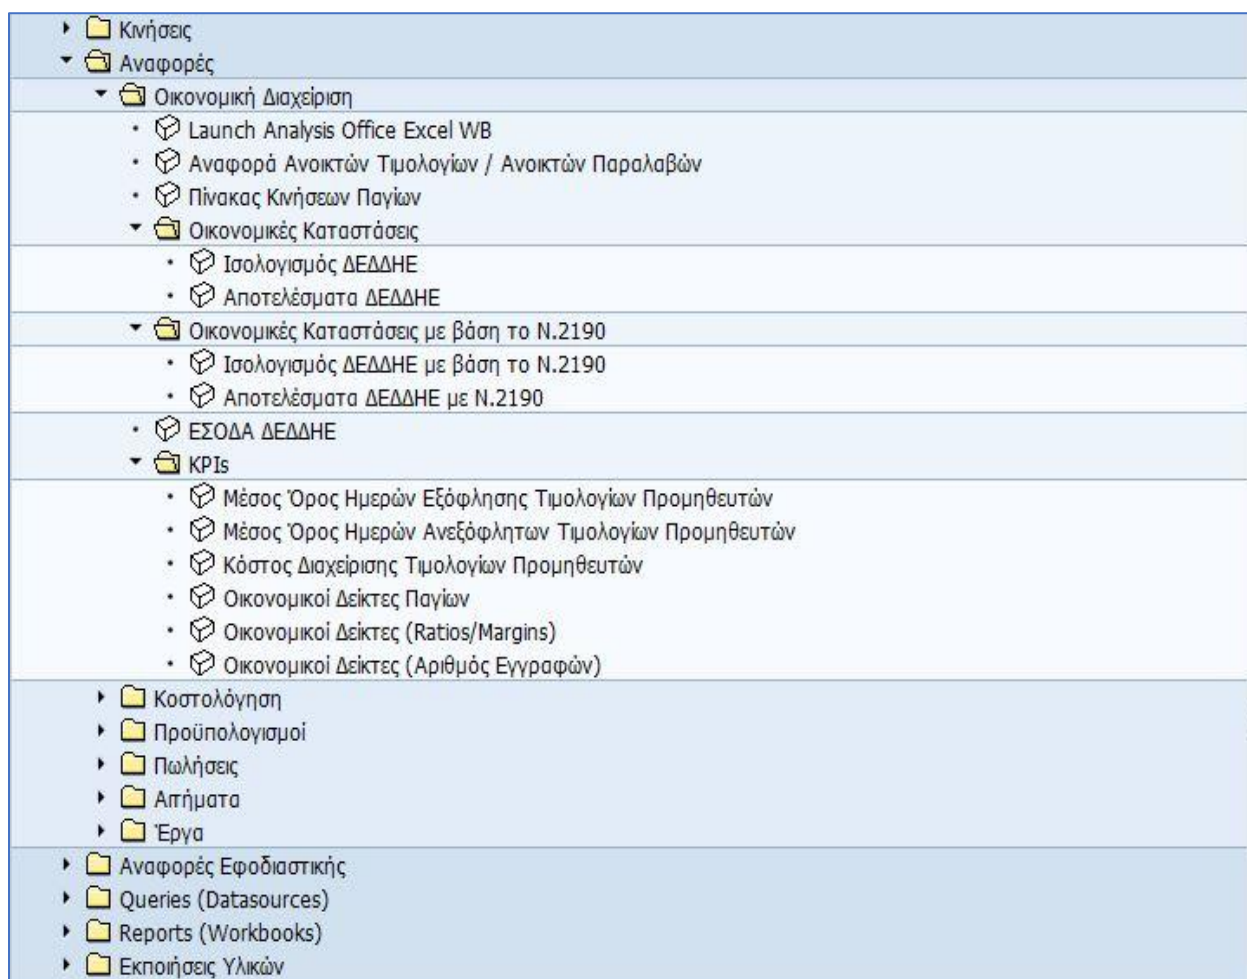 Κινήσεις
Αναφορές
Οικονομική Διαχείριση
Launch Analysis Office Excel WB
Αναφορά Ανοικτών Τιμολογίων / Ανοικτών Παραλαβών
Πίνακας Κινήσεων Παγίων
Οικονομικές Καταστάσεις
Ισολογισμός ΔΕΔΔΗΕ
Αποτελέσματα ΔΕΔΔΗΕ
Οικονομικές Καταστάσεις με βάση το Ν.2190
Ισολογισμός ΔΕΔΔΗΕ με βάση το Ν.2190
Αποτελέσματα ΔΕΔΔΗΕ με Ν.2190
ΕΣΟΔΑ ΔΕΔΔΗΕ
KPIs
Μέσος Όρος Ημερών Εξόφλησης Τιμολογίων Προμηθευτών
Μέσος Όρος Ημερών Ανεξόφλητων Τιμολογίων Προμηθευτών
Κόστος Διαχείρισης Τιμολογίων Προμηθευτών
Οικονομικοί Δείκτες Παγίων
Οικονομικοί Δείκτες (Ratios/Margins)
Οικονομικοί Δείκτες (Αριθμός Εγγραφών)
Κοστολόγηση
Προϋπολογισμοί
Πωλήσεις
Αιτήματα
Έργα
Αναφορές Εφοδιαστικής
Queries (Datasources)
Reports (Workbooks)
Εκποιήσεις Υλικών